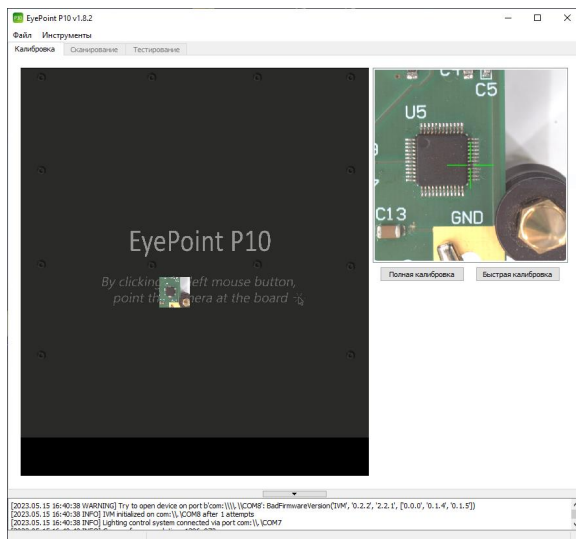 EyePoint P10 v1.8.2
Файл Инструменты
Калибровка Сканирование Тестирование
C5
U5
C13 GND
EyePoint P10
By clicking left mouse button,
point the camera at the board
Полная калибровка Быстрая калибровка
[2023.05.15 16:40:38 WARNING] Try to open device on port b'com:\\\\.\\COM8': BadFirmwareVersion('IVM', '0.2.2', '2.2.1', ['0.0.0', '0.1.4', '0.1.5'])
[2023.05.15 16:40:38 INFO] IVM initialized on com:\\.\COM8 after 1 attempts
[2023.05.15 16:40:38 INFO] Lighting control system connected via port com:\\.\COM7